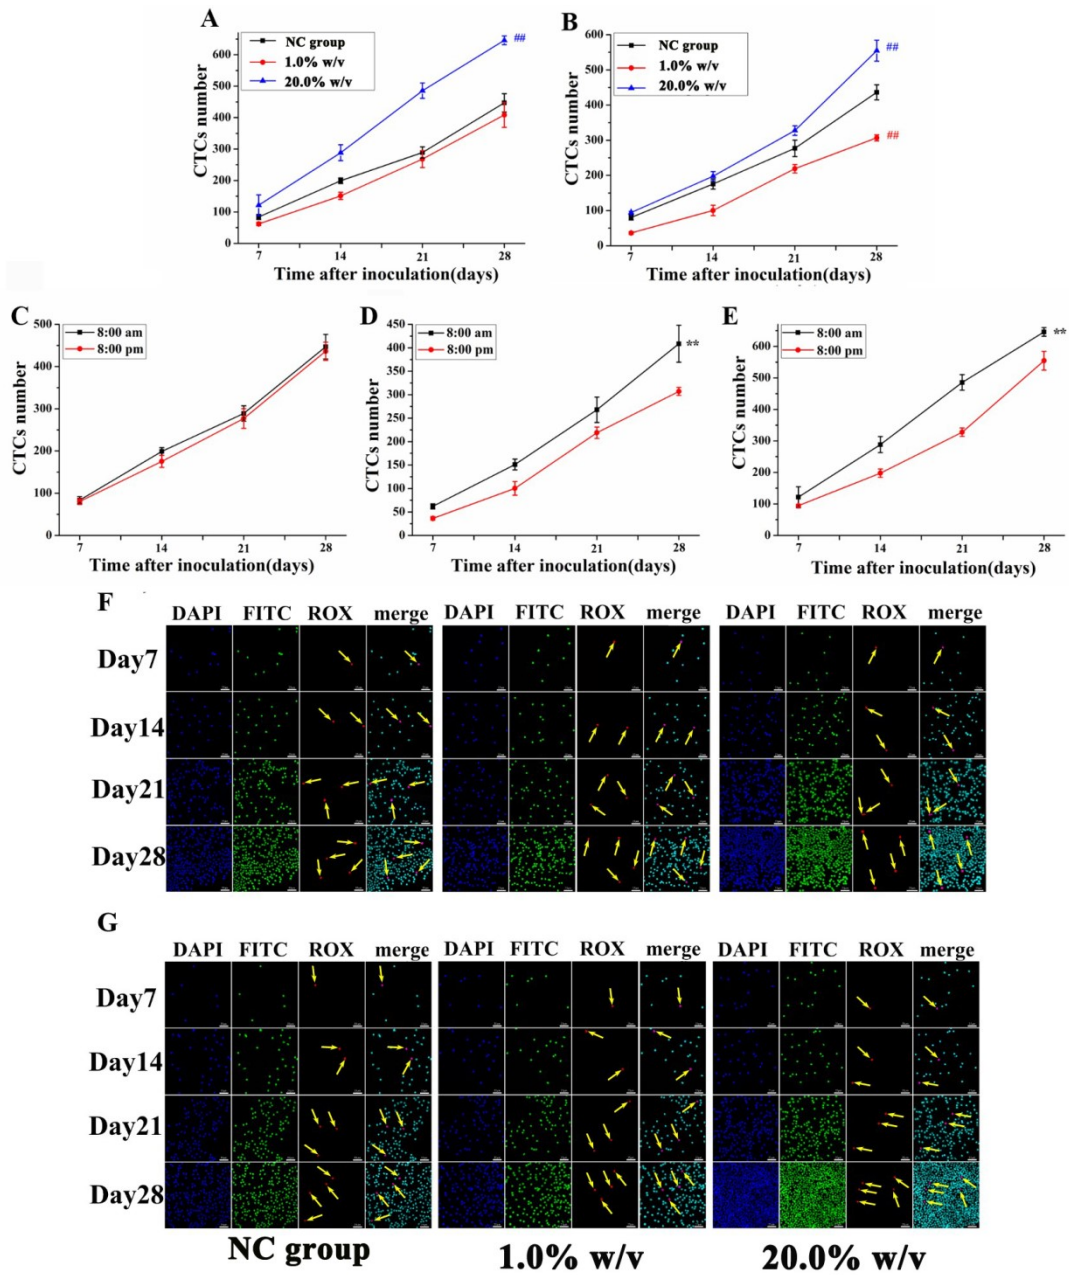 A
NC group
1.0% w/v
20.0% w/v
##
CTCs number
600
500
400
300
200
100
0
7 14 21 28
Time after inoculation(days)
B
NC group
1.0% w/v
20.0% w/v
##
##
CTCs number
600
500
400
300
200
100
0
7 14 21 28
Time after inoculation(days)
C
8:00 am
8:00 pm
CTCs number
500
400
300
200
100
0
7 14 21 28
Time after inoculation(days)
D
8:00 am
8:00 pm
**
CTCs number
450
400
350
300
250
200
150
100
50
0
7 14 21 28
Time after inoculation(days)
E
8:00 am
8:00 pm
**
CTCs number
600
500
400
300
200
100
0
7 14 21 28
Time after inoculation(days)
F
DAPI FITC ROX merge DAPI FITC ROX merge DAPI FITC ROX merge
Day7
Day14
Day21
Day28
G
DAPI FITC ROX merge DAPI FITC ROX merge DAPI FITC ROX merge
Day7
Day14
Day21
Day28
NC group 1.0% w/v 20.0% w/v